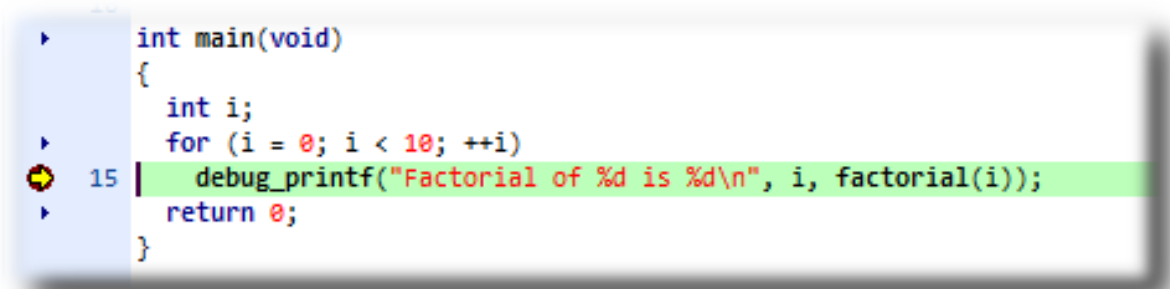 int main(void)
{
int i;
for (i = 0; i < 10; ++i)
15 debug_printf("Factorial of %d is %d\n", i, factorial(i));
return 0;
}